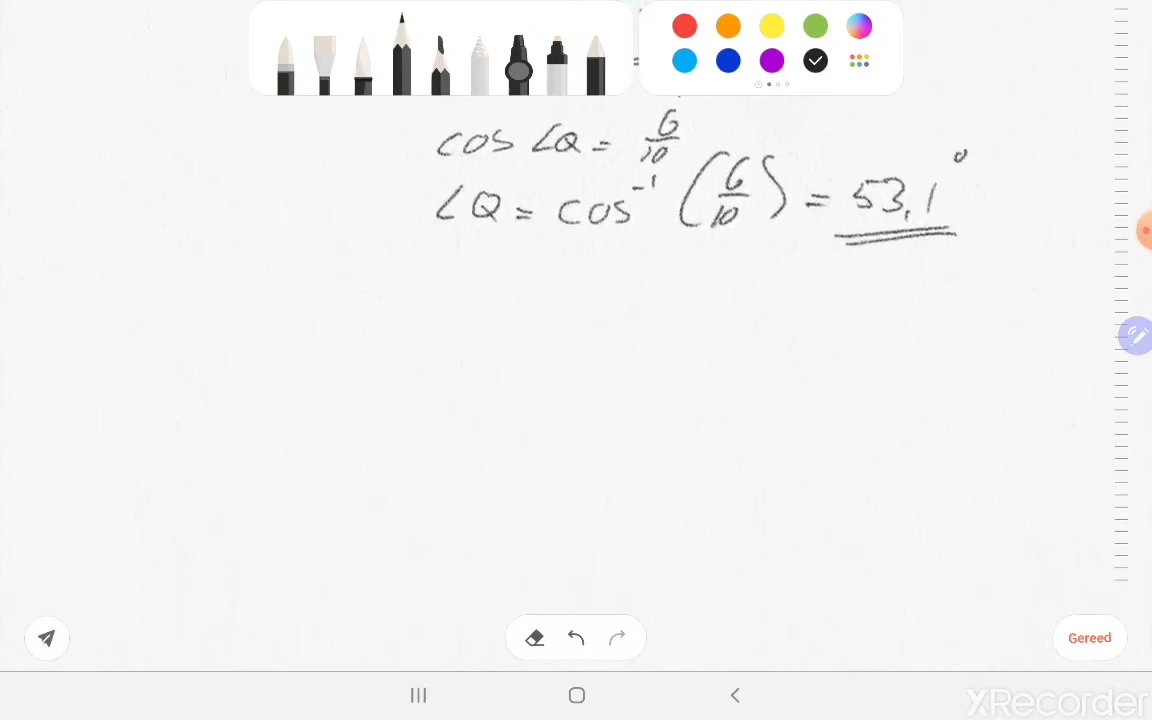 cos ∠Q = 6/10
∠Q = cos⁻¹ (6/10) = 53,1°
Gereed
XRecorder